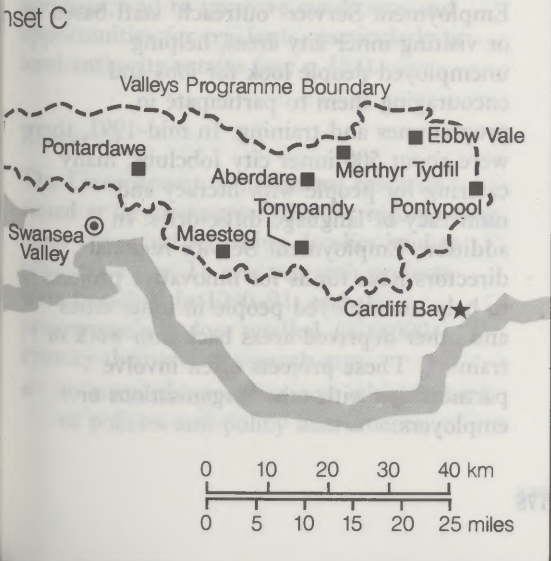 nset C
Valleys Programme Boundary
Ebbw Vale
Pontardawe
Merthyr Tydfil
Aberdare
Tonypandy
Pontypool
Swansea
Valley
Maesteg
Cardiff Bay
0 10 20 30 40 km
0 5 10 15 20 25 miles